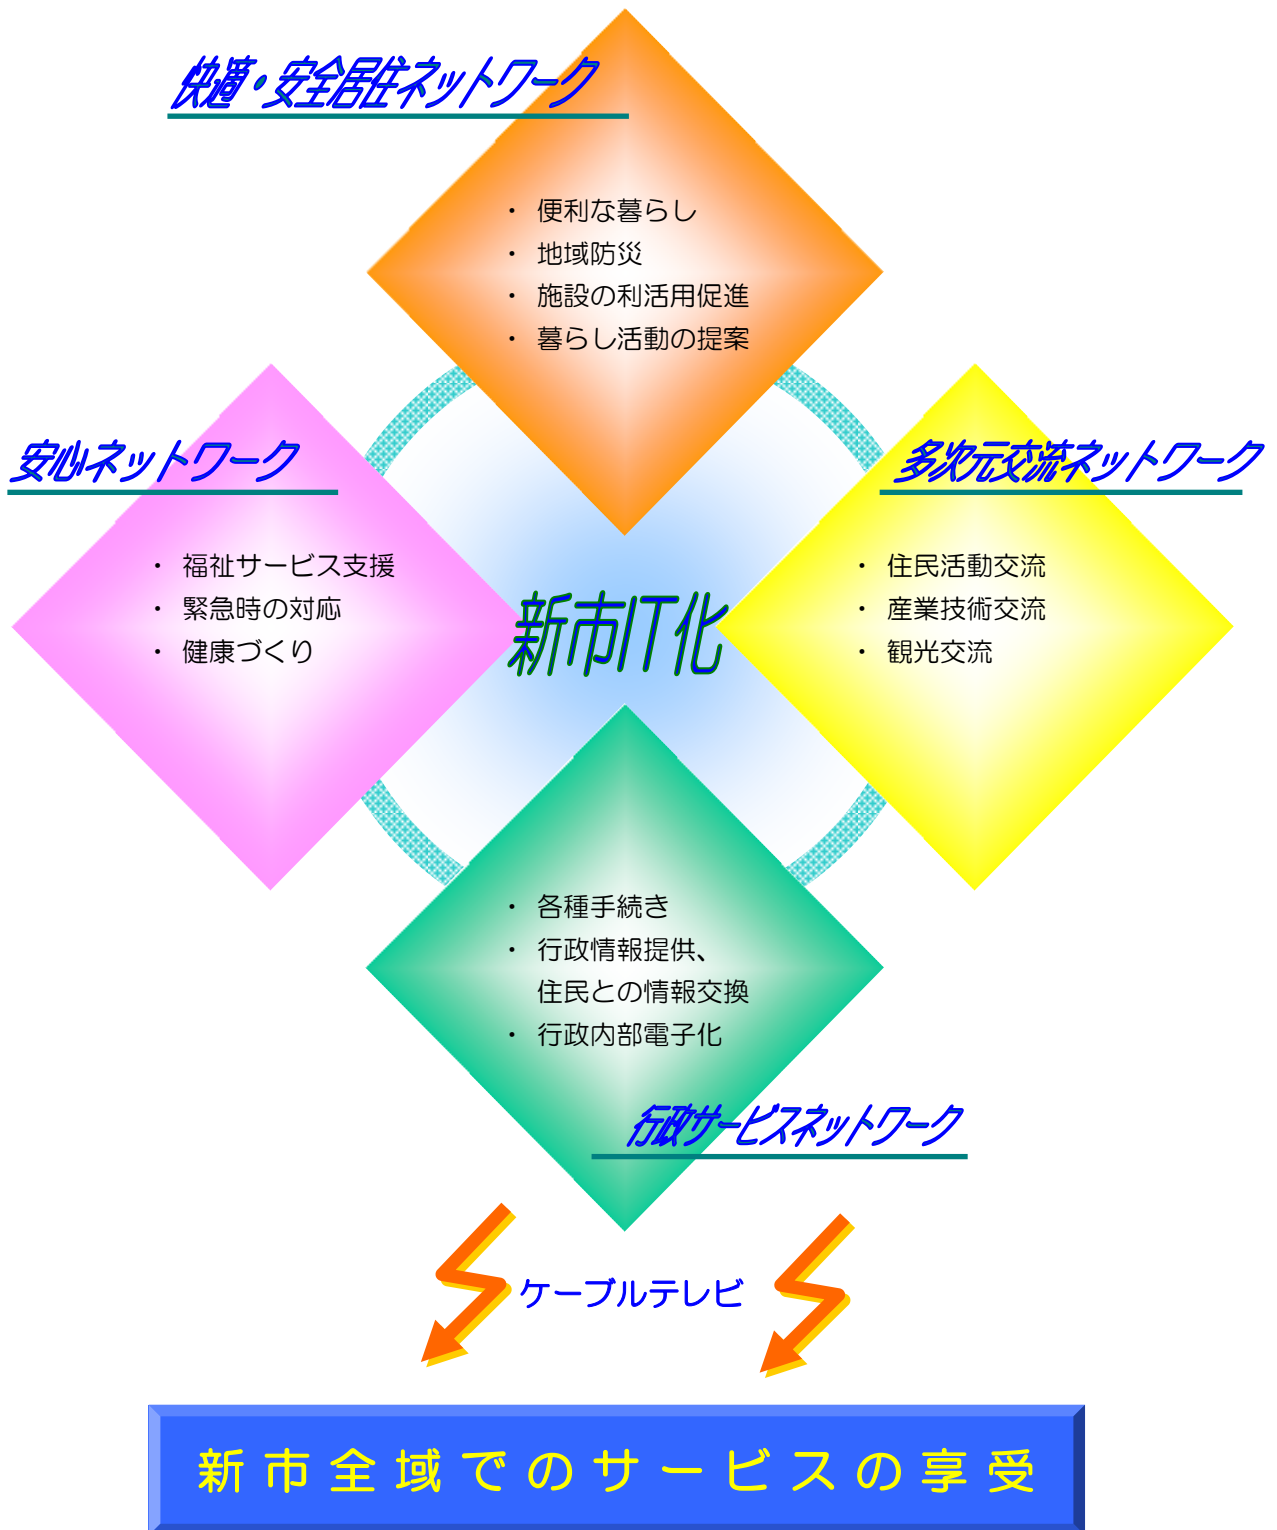 快適・安全居住ネットワーク
・ 便利な暮らし
・ 地域防災
・ 施設の利活用促進
・ 暮らし活動の提案
安心ネットワーク
・ 福祉サービス支援
・ 緊急時の対応
・ 健康づくり
新市IT化
多次元交流ネットワーク
・ 住民活動交流
・ 産業技術交流
・ 観光交流
・ 各種手続き
・ 行政情報提供、
住民との情報交換
・ 行政内部電子化
行政サービスネットワーク
ケーブルテレビ
新市全域でのサービスの享受